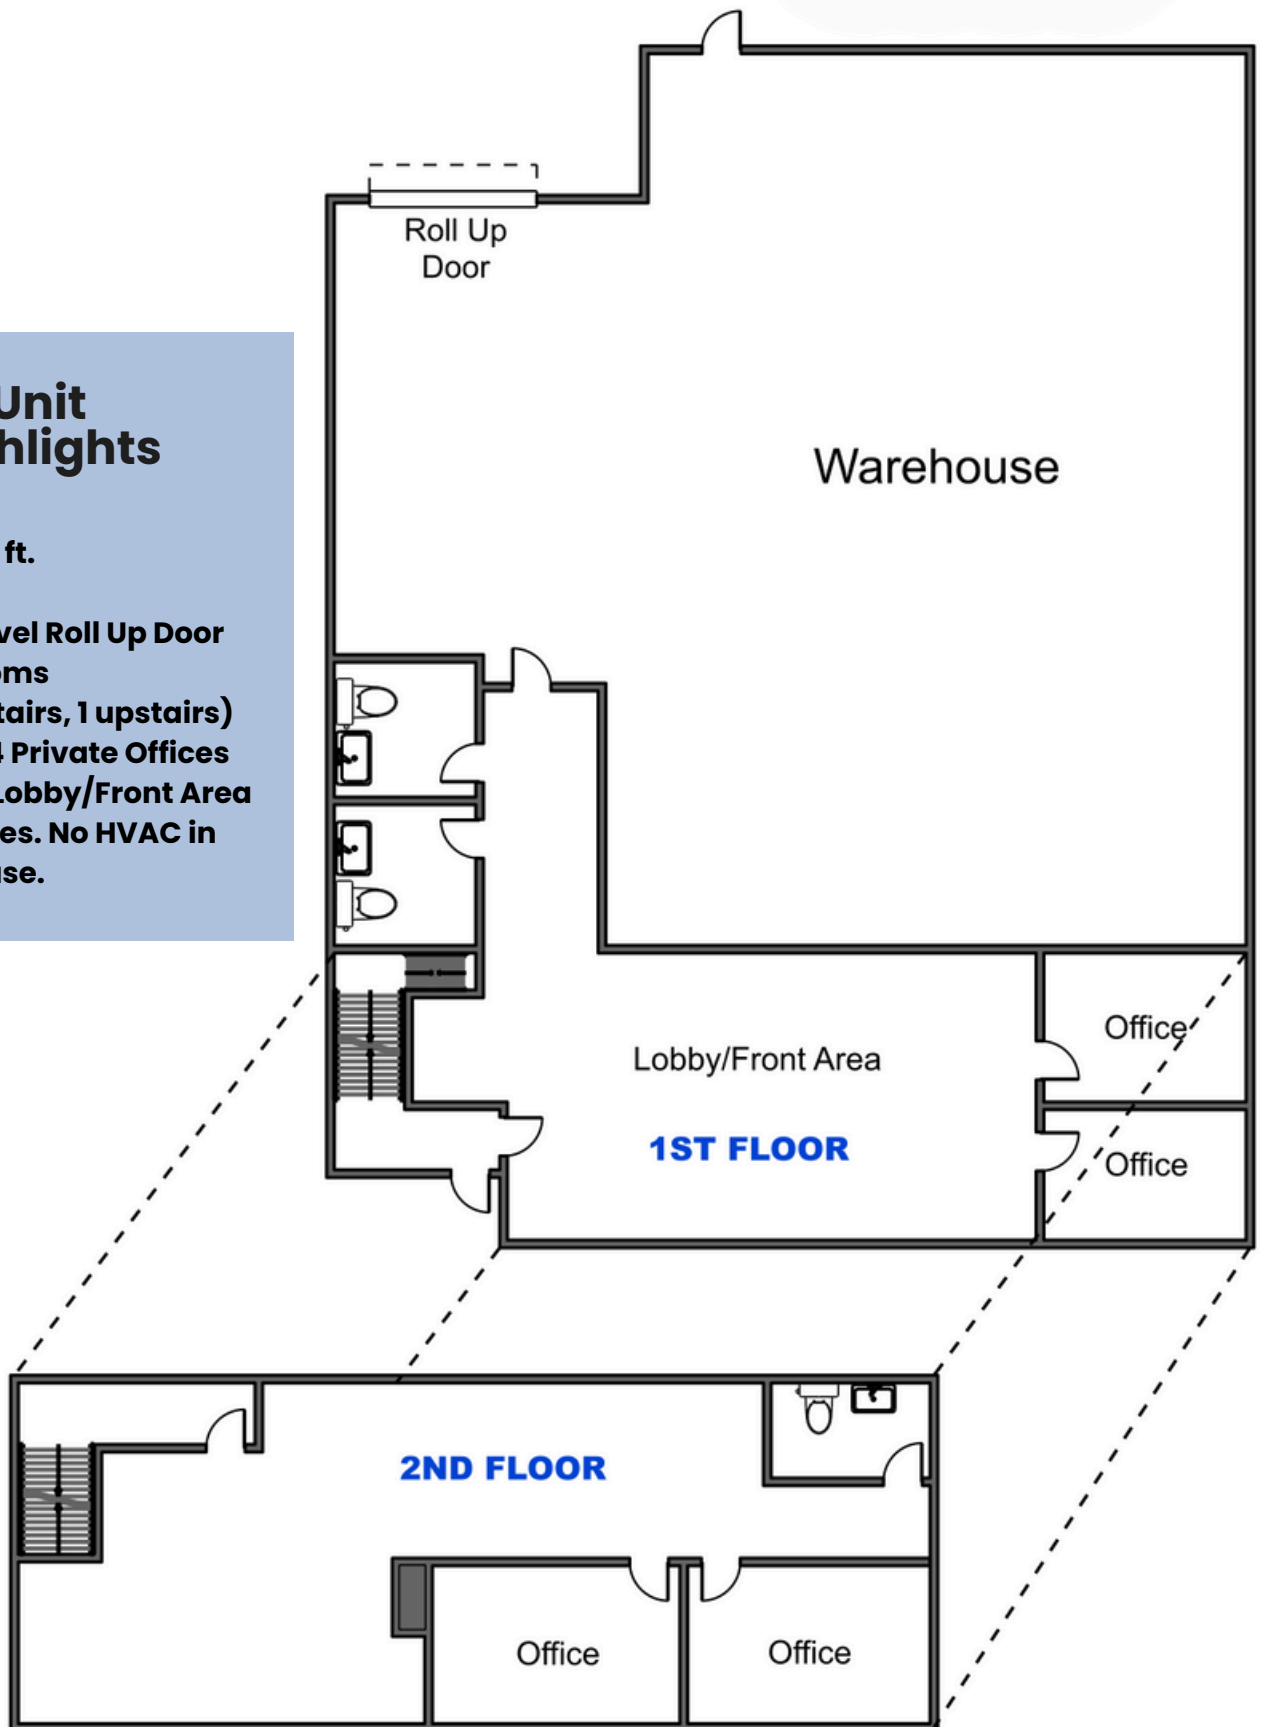 Roll Up
Door
Unit
hlights
ft.
vel Roll Up Door
oms
tairs, 1 upstairs)
4 Private Offices
Lobby/Front Area
es. No HVAC in
use.
Warehouse
Office
Lobby/Front Area
1ST FLOOR
Office
2ND FLOOR
Office
Office